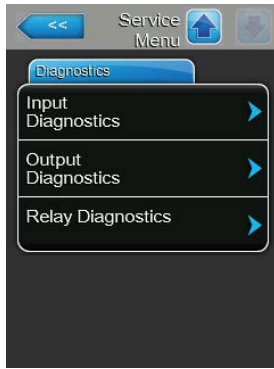 <<
Service
Menu
Diagnostics
Input
Diagnostics
Output
Diagnostics
Relay Diagnostics